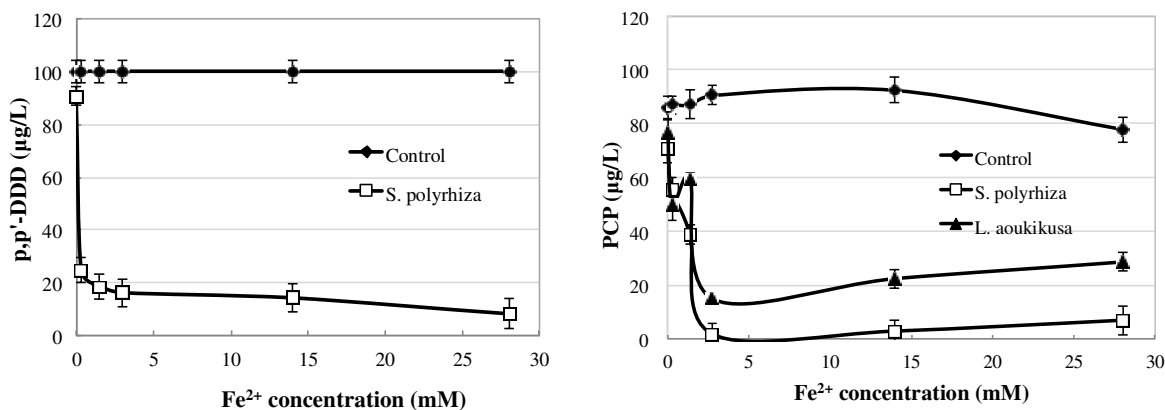 120
100
80
60
40
20
0
p,p'-DDD (µg/L)
Control
S. polyrhiza
0 5 10 15 20 25 30
Fe²⁺ concentration (mM)
120
100
80
60
40
20
0
PCP (µg/L)
Control
S. polyrhiza
L. aoukikusa
0 5 10 15 20 25 30
Fe²⁺ concentration (mM)